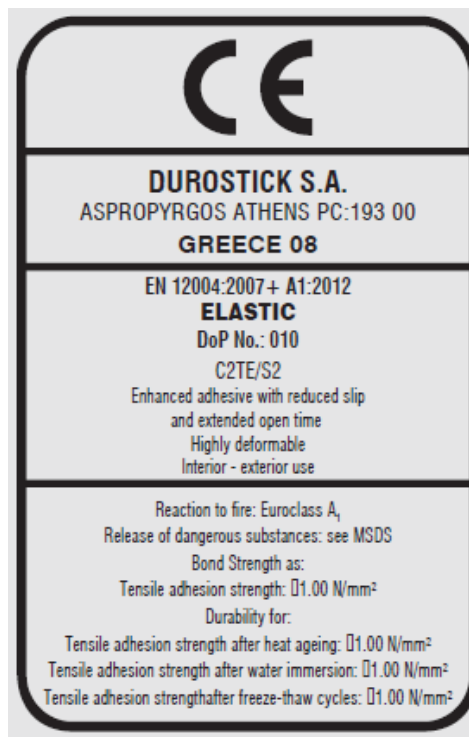 CE
DUROSTICK S.A.
ASPROPYRGOS ATHENS PC:193 00
GREECE 08
EN 12004:2007+ A1:2012
ELASTIC
DoP No.: 010
C2TE/S2
Enhanced adhesive with reduced slip
and extended open time
Highly deformable
Interior - exterior use
Reaction to fire: Euroclass A₁
Release of dangerous substances: see MSDS
Bond Strength as:
Tensile adhesion strength: ▯1.00 N/mm²
Durability for:
Tensile adhesion strength after heat ageing: ▯1.00 N/mm²
Tensile adhesion strength after water immersion: ▯1.00 N/mm²
Tensile adhesion strengthafter freeze-thaw cycles: ▯1.00 N/mm²